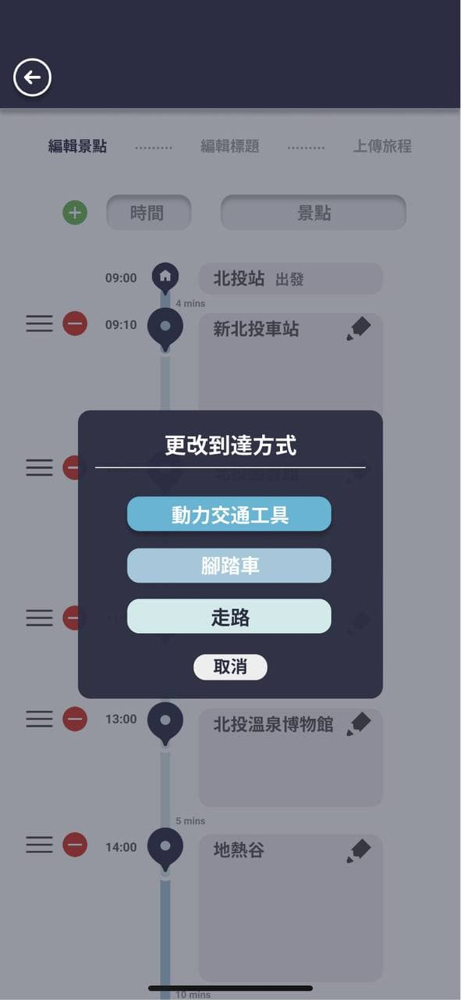 編輯景點 ......... 編輯標題 ......... 上傳旅程
時間 景點
09:00 北投站 出發
4 mins
09:10 新北投車站
更改到達方式
動力交通工具
腳踏車
走路
取消
13:00 北投溫泉博物館
5 mins
14:00 地熱谷
10 mins